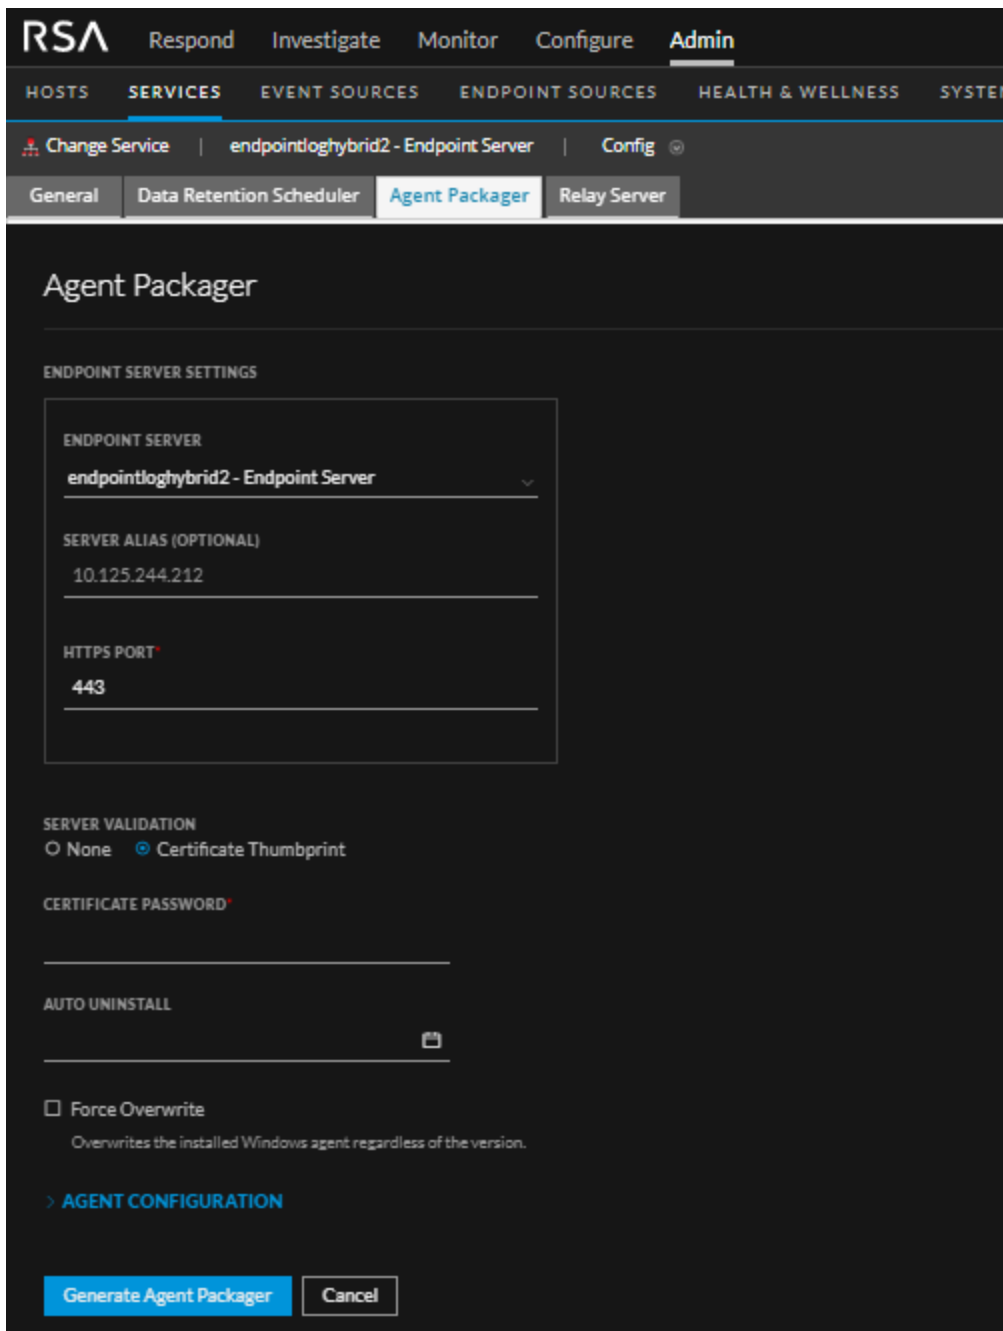 RSA Respond Investigate Monitor Configure Admin
HOSTS SERVICES EVENT SOURCES ENDPOINT SOURCES HEALTH & WELLNESS SYSTE
Change Service | endpointloghybrid2 - Endpoint Server | Config
General Data Retention Scheduler Agent Packager Relay Server
Agent Packager
ENDPOINT SERVER SETTINGS
ENDPOINT SERVER
endpointloghybrid2 - Endpoint Server
SERVER ALIAS (OPTIONAL)
10.125.244.212
HTTPS PORT*
443
SERVER VALIDATION
None Certificate Thumbprint
CERTIFICATE PASSWORD*
AUTO UNINSTALL
Force Overwrite
Overwrites the installed Windows agent regardless of the version.
> AGENT CONFIGURATION
Generate Agent Packager Cancel